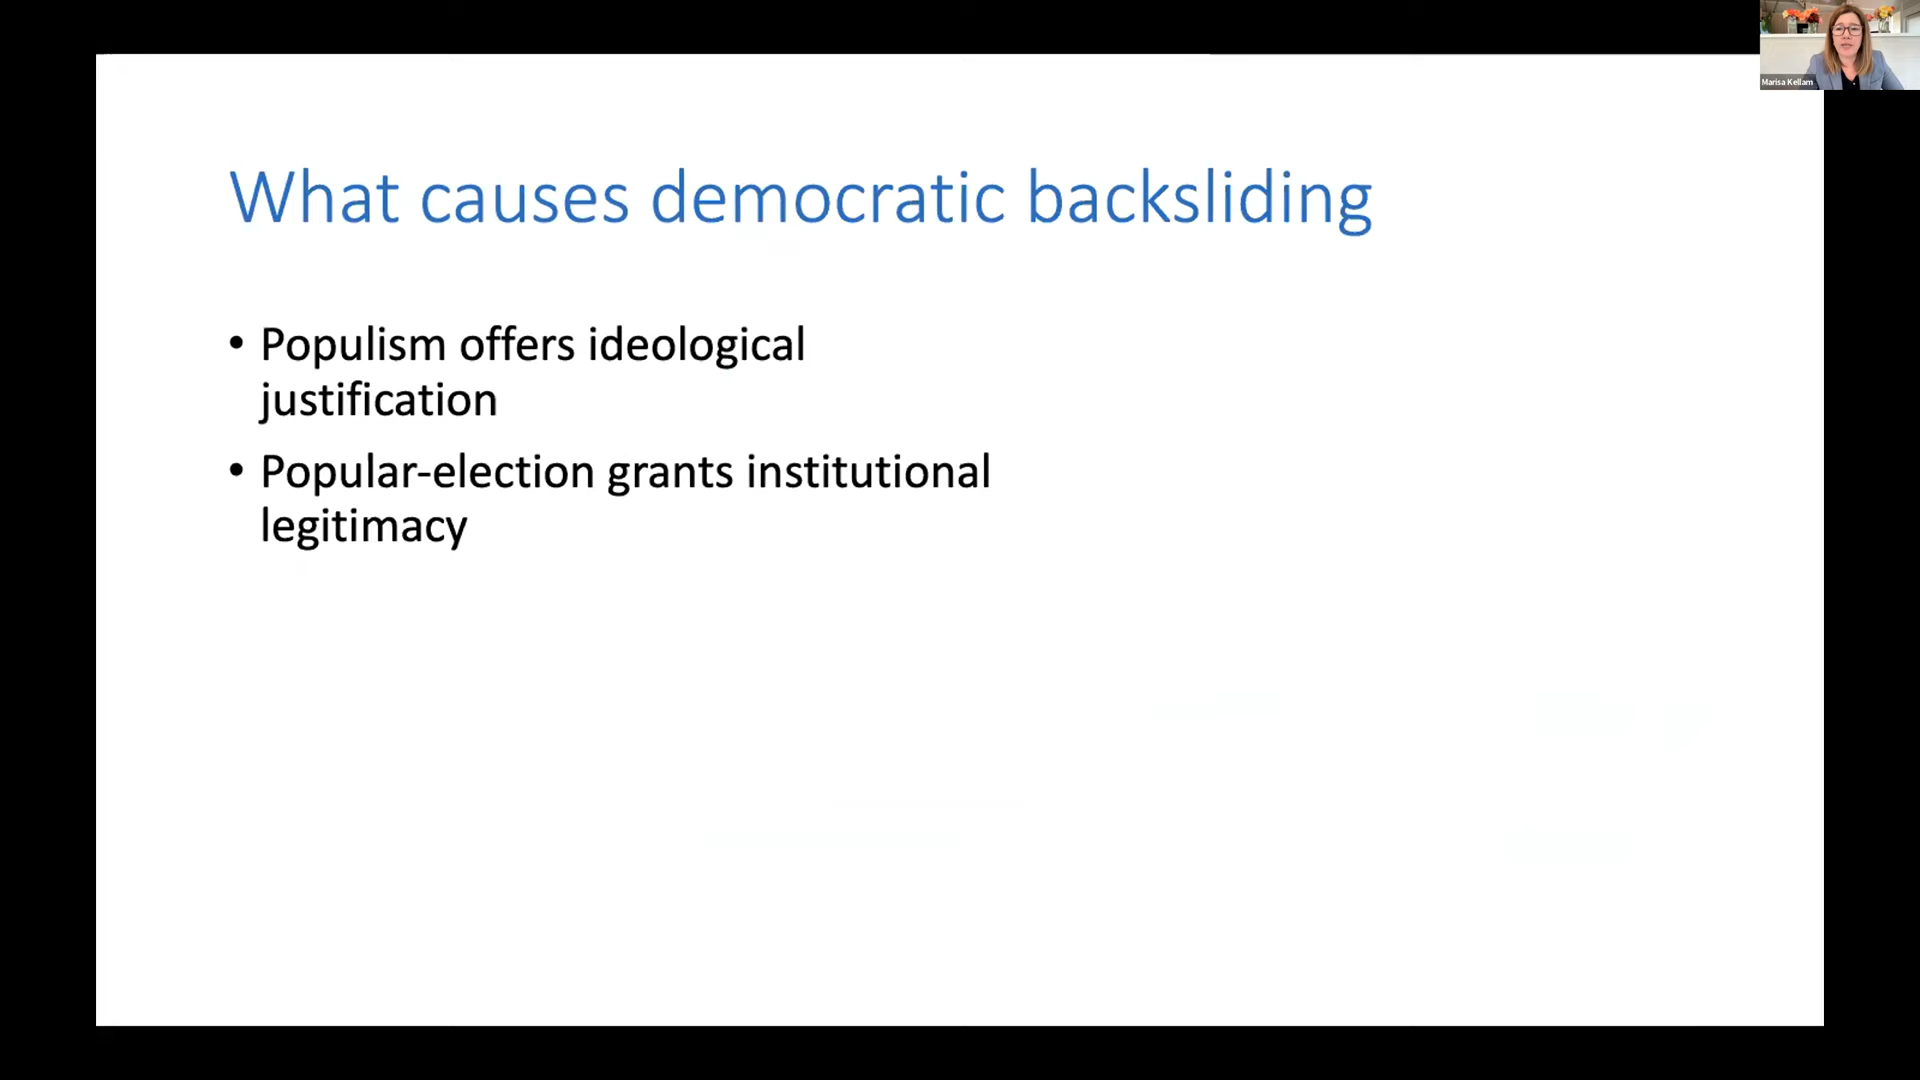 What causes democratic backsliding
• Populism offers ideological
justification
• Popular-election grants institutional
legitimacy
Marisa Kellam